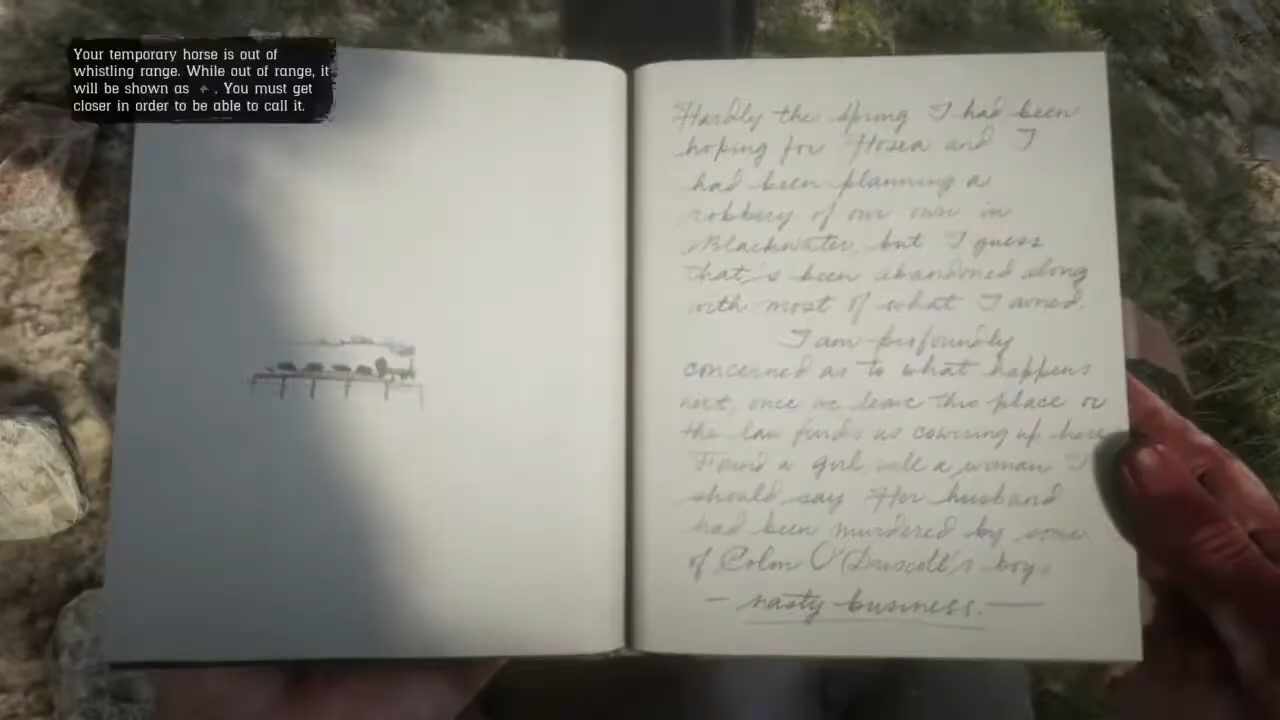 Your temporary horse is out of
whistling range. While out of range, it
will be shown as . You must get
closer in order to be able to call it.
Hardly the spring I had been
hoping for Hosea and I
had been planning a
robbery of our own in
Blackwater, but I guess
that's been abandoned along
with most of what I owned.
I am profoundly
concerned as to what happens
next, once we leave this place or
the law finds us cowering up here
Found a girl, well a woman I
should say Her husband
had been murdered by some
of Colm O'Driscoll's boys
— nasty business. —